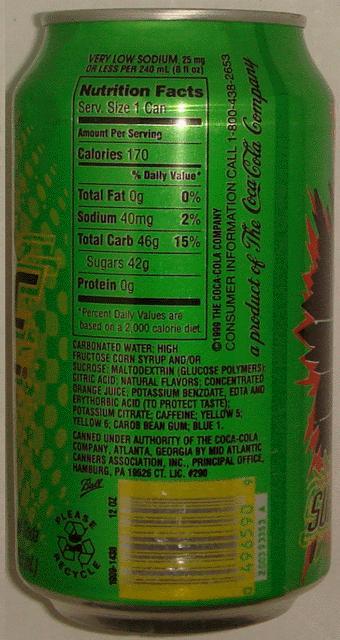 VERY LOW SODIUM, 25 mg
OR LESS PER 240 mL (8 fl oz)
Nutrition Facts
Serv. Size 1 Can
Amount Per Serving
Calories 170
% Daily Value*
Total Fat 0g 0%
Sodium 40mg 2%
Total Carb 46g 15%
Sugars 42g
Protein 0g
*Percent Daily Values are
based on a 2,000 calorie diet.
©1999 THE COCA-COLA COMPANY
CONSUMER INFORMATION CALL 1-800-438-2653
a product of The Coca-Cola Company
CARBONATED WATER; HIGH
FRUCTOSE CORN SYRUP AND/OR
SUCROSE; MALTODEXTRIN (GLUCOSE POLYMERS);
CITRIC ACID; NATURAL FLAVORS; CONCENTRATED
ORANGE JUICE; POTASSIUM BENZOATE, EDTA AND
ERYTHORBIC ACID (TO PROTECT TASTE);
POTASSIUM CITRATE; CAFFEINE; YELLOW 5;
YELLOW 6; CAROB BEAN GUM; BLUE 1.
CANNED UNDER AUTHORITY OF THE COCA-COLA
COMPANY, ATLANTA, GEORGIA BY MID ATLANTIC
CANNERS ASSOCIATION, INC., PRINCIPAL OFFICE,
HAMBURG, PA 19526 CT. LIC. #290
Ball
PLEASE
RECYCLE
12 OZ
0 496590 9
SU